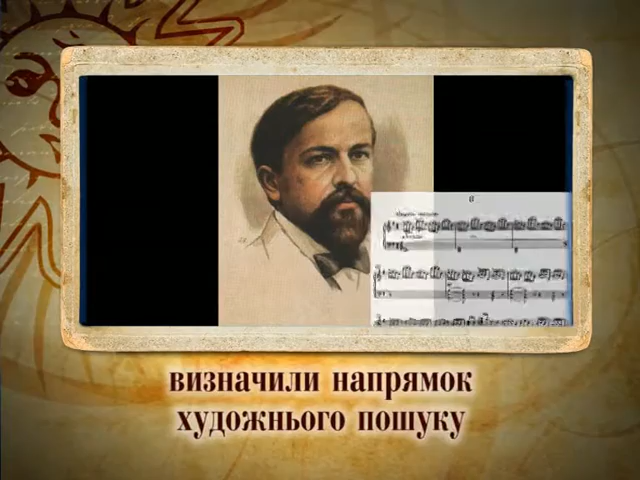 визначили напрямок
художнього пошуку